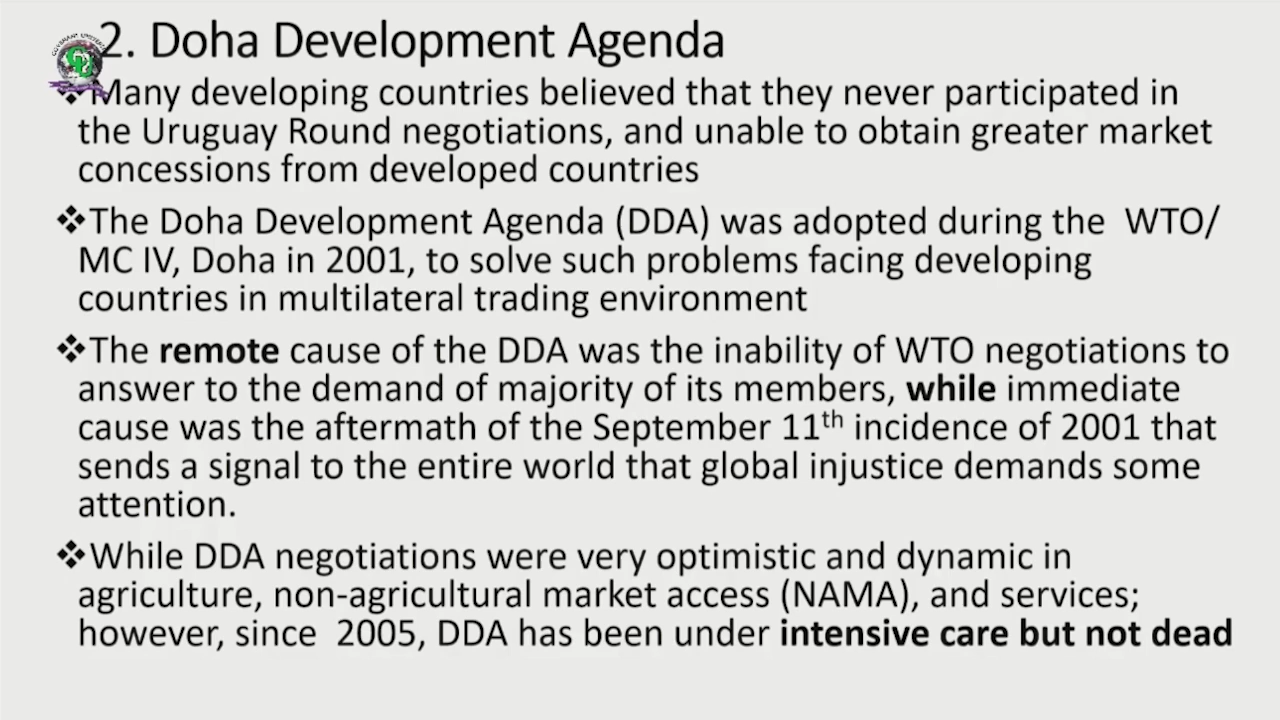 2. Doha Development Agenda
❖Many developing countries believed that they never participated in
the Uruguay Round negotiations, and unable to obtain greater market
concessions from developed countries
❖The Doha Development Agenda (DDA) was adopted during the WTO/
MC IV, Doha in 2001, to solve such problems facing developing
countries in multilateral trading environment
❖The remote cause of the DDA was the inability of WTO negotiations to
answer to the demand of majority of its members, while immediate
cause was the aftermath of the September 11th incidence of 2001 that
sends a signal to the entire world that global injustice demands some
attention.
❖While DDA negotiations were very optimistic and dynamic in
agriculture, non-agricultural market access (NAMA), and services;
however, since 2005, DDA has been under intensive care but not dead